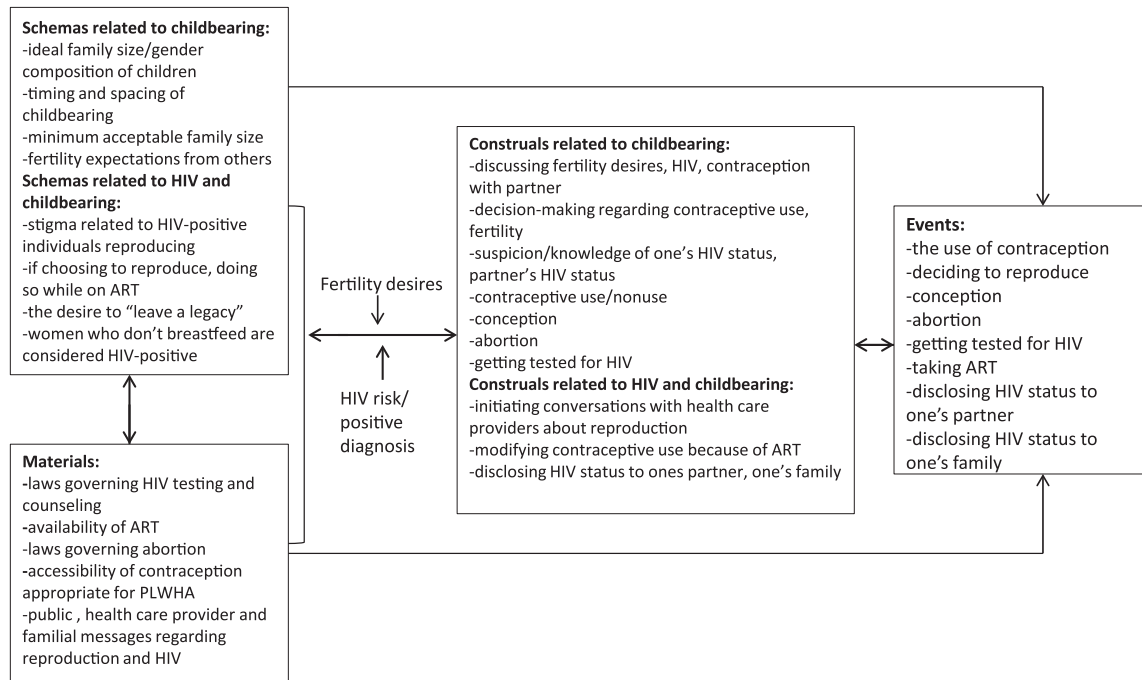 Schemas related to childbearing:
-ideal family size/gender
composition of children
-timing and spacing of
childbearing
-minimum acceptable family size
-fertility expectations from others
Schemas related to HIV and
childbearing:
-stigma related to HIV-positive
individuals reproducing
-if choosing to reproduce, doing
so while on ART
-the desire to “leave a legacy”
-women who don’t breastfeed are
considered HIV-positive
Materials:
-laws governing HIV testing and
counseling
-availability of ART
-laws governing abortion
-accessibility of contraception
appropriate for PLWHA
-public , health care provider and
familial messages regarding
reproduction and HIV
Fertility desires
HIV risk/
positive
diagnosis
Construals related to childbearing:
-discussing fertility desires, HIV, contraception
with partner
-decision-making regarding contraceptive use,
fertility
-suspicion/knowledge of one’s HIV status,
partner’s HIV status
-contraceptive use/nonuse
-conception
-abortion
-getting tested for HIV
Construals related to HIV and childbearing:
-initiating conversations with health care
providers about reproduction
-modifying contraceptive use because of ART
-disclosing HIV status to ones partner, one’s family
Events:
-the use of contraception
-deciding to reproduce
-conception
-abortion
-getting tested for HIV
-taking ART
-disclosing HIV status to
one’s partner
-disclosing HIV status to
one’s family